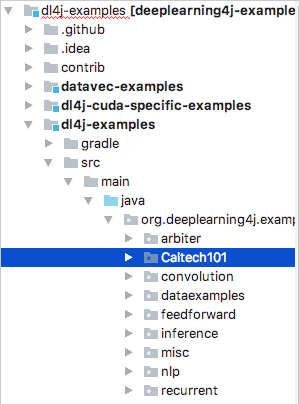 dl4j-examples [deeplearning4j-example
.github
.idea
contrib
datavec-examples
dl4j-cuda-specific-examples
dl4j-examples
gradle
src
main
java
org.deeplearning4j.examp
arbiter
Caltech101
convolution
dataexamples
feedforward
inference
misc
nlp
recurrent